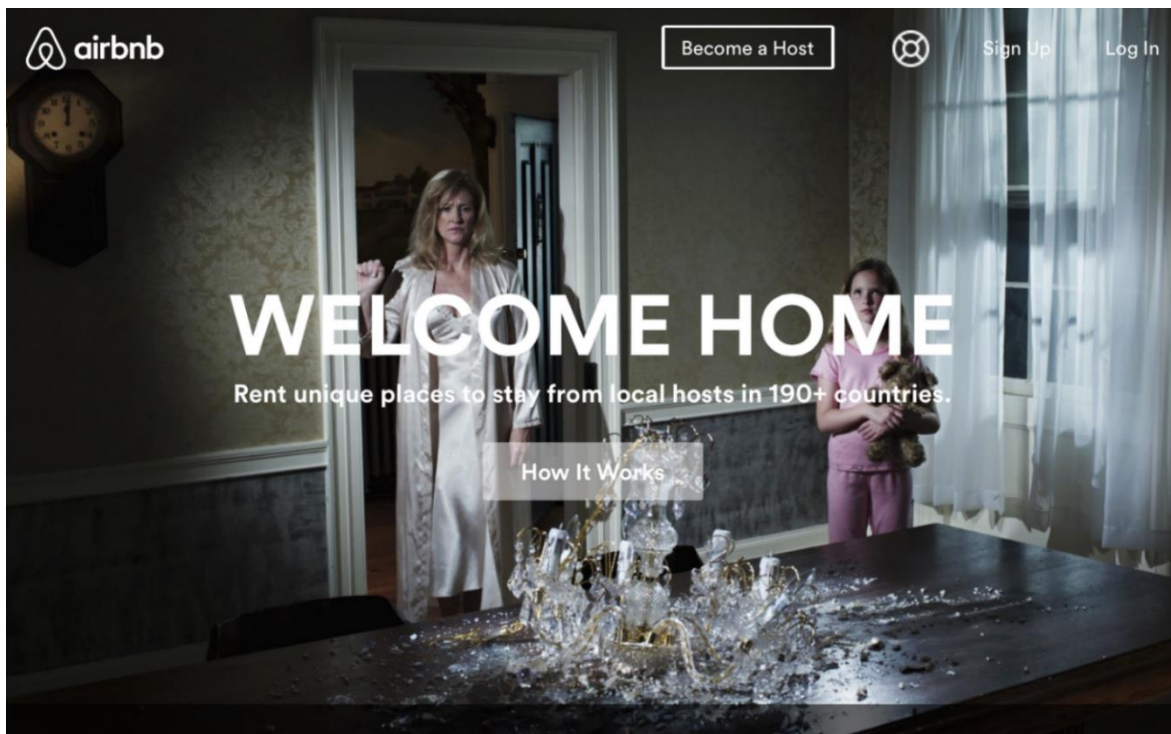 airbnb
Become a Host
Sign Up
Log In
WELCOME HOME
Rent unique places to stay from local hosts in 190+ countries.
How It Works